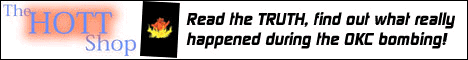 The
HOTT
Shop
Read the TRUTH, find out what really
happened during the OKC bombing!